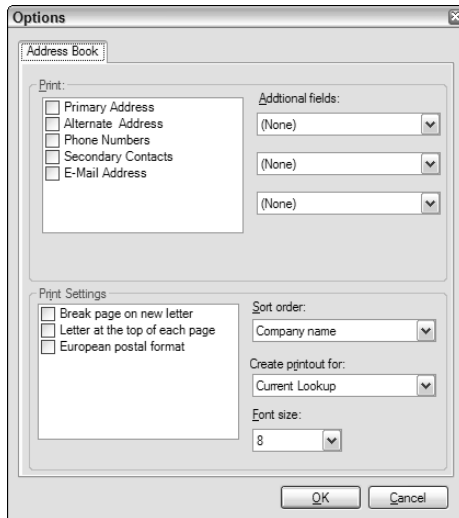 Options
Address Book
Print:
Primary Address
Alternate Address
Phone Numbers
Secondary Contacts
E-Mail Address
Addtional fields:
(None)
(None)
(None)
Print Settings
Break page on new letter
Letter at the top of each page
European postal format
Sort order:
Company name
Create printout for:
Current Lookup
Font size:
8
OK
Cancel